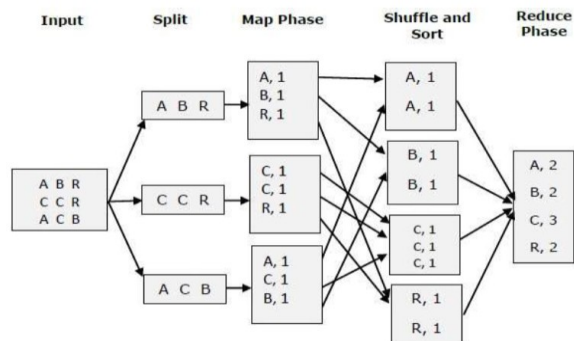 Input
Split
Map Phase
Shuffle and
Sort
Reduce
Phase
A B R
C C R
A C B
A B R
C C R
A C B
A, 1
B, 1
R, 1
C, 1
C, 1
R, 1
A, 1
C, 1
B, 1
A, 1
A, 1
B, 1
B, 1
C, 1
C, 1
C, 1
R, 1
R, 1
A, 2
B, 2
C, 3
R, 2